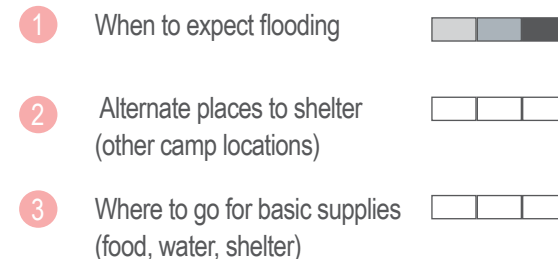 1 When to expect flooding
2 Alternate places to shelter
(other camp locations)
3 Where to go for basic supplies
(food, water, shelter)